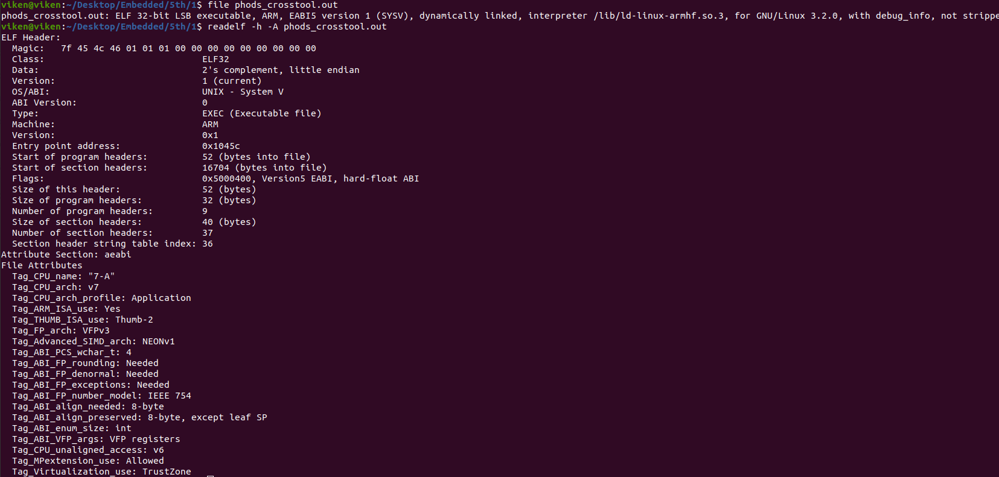 viken@viken:~/Desktop/Embedded/5th/1$ file phods_crosstool.out
phods_crosstool.out: ELF 32-bit LSB executable, ARM, EABI5 version 1 (SYSV), dynamically linked, interpreter /lib/ld-linux-armhf.so.3, for GNU/Linux 3.2.0, with debug_info, not strippe
viken@viken:~/Desktop/Embedded/5th/1$ readelf -h -A phods_crosstool.out
ELF Header:
  Magic:   7f 45 4c 46 01 01 01 00 00 00 00 00 00 00 00 00
  Class:                             ELF32
  Data:                              2's complement, little endian
  Version:                           1 (current)
  OS/ABI:                            UNIX - System V
  ABI Version:                       0
  Type:                              EXEC (Executable file)
  Machine:                           ARM
  Version:                           0x1
  Entry point address:               0x1045c
  Start of program headers:          52 (bytes into file)
  Start of section headers:          16704 (bytes into file)
  Flags:                             0x5000400, Version5 EABI, hard-float ABI
  Size of this header:               52 (bytes)
  Size of program headers:           32 (bytes)
  Number of program headers:         9
  Size of section headers:           40 (bytes)
  Number of section headers:         37
  Section header string table index: 36
Attribute Section: aeabi
File Attributes
  Tag_CPU_name: "7-A"
  Tag_CPU_arch: v7
  Tag_CPU_arch_profile: Application
  Tag_ARM_ISA_use: Yes
  Tag_THUMB_ISA_use: Thumb-2
  Tag_FP_arch: VFPv3
  Tag_Advanced_SIMD_arch: NEONv1
  Tag_ABI_PCS_wchar_t: 4
  Tag_ABI_FP_rounding: Needed
  Tag_ABI_FP_denormal: Needed
  Tag_ABI_FP_exceptions: Needed
  Tag_ABI_FP_number_model: IEEE 754
  Tag_ABI_align_needed: 8-byte
  Tag_ABI_align_preserved: 8-byte, except leaf SP
  Tag_ABI_enum_size: int
  Tag_ABI_VFP_args: VFP registers
  Tag_CPU_unaligned_access: v6
  Tag_MPextension_use: Allowed
  Tag_Virtualization_use: TrustZone